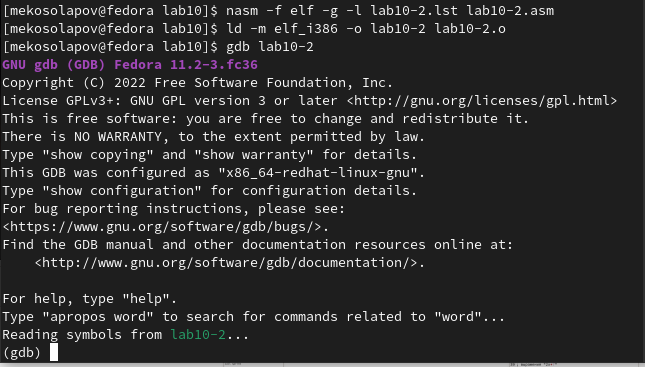 [mekosolapov@fedora lab10]$ nasm -f elf -g -l lab10-2.lst lab10-2.asm
[mekosolapov@fedora lab10]$ ld -m elf_i386 -o lab10-2 lab10-2.o
[mekosolapov@fedora lab10]$ gdb lab10-2
GNU gdb (GDB) Fedora 11.2-3.fc36
Copyright (C) 2022 Free Software Foundation, Inc.
License GPLv3+: GNU GPL version 3 or later <http://gnu.org/licenses/gpl.html>
This is free software: you are free to change and redistribute it.
There is NO WARRANTY, to the extent permitted by law.
Type "show copying" and "show warranty" for details.
This GDB was configured as "x86_64-redhat-linux-gnu".
Type "show configuration" for configuration details.
For bug reporting instructions, please see:
<https://www.gnu.org/software/gdb/bugs/>.
Find the GDB manual and other documentation resources online at:
    <http://www.gnu.org/software/gdb/documentation/>.

For help, type "help".
Type "apropos word" to search for commands related to "word"...
Reading symbols from lab10-2...
(gdb)